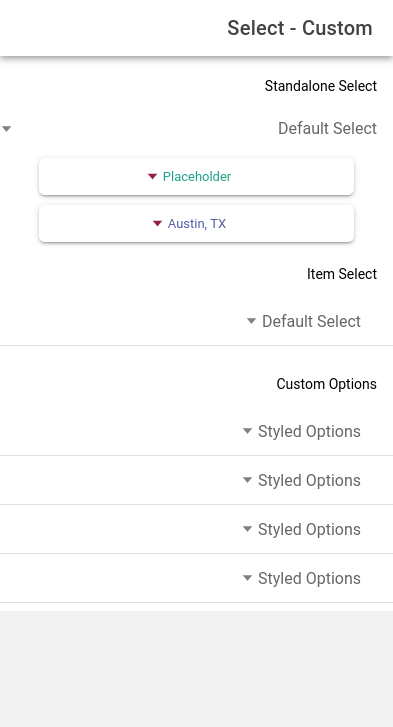 Select - Custom
Standalone Select
Default Select
Placeholder
Austin, TX
Item Select
Default Select
Custom Options
Styled Options
Styled Options
Styled Options
Styled Options